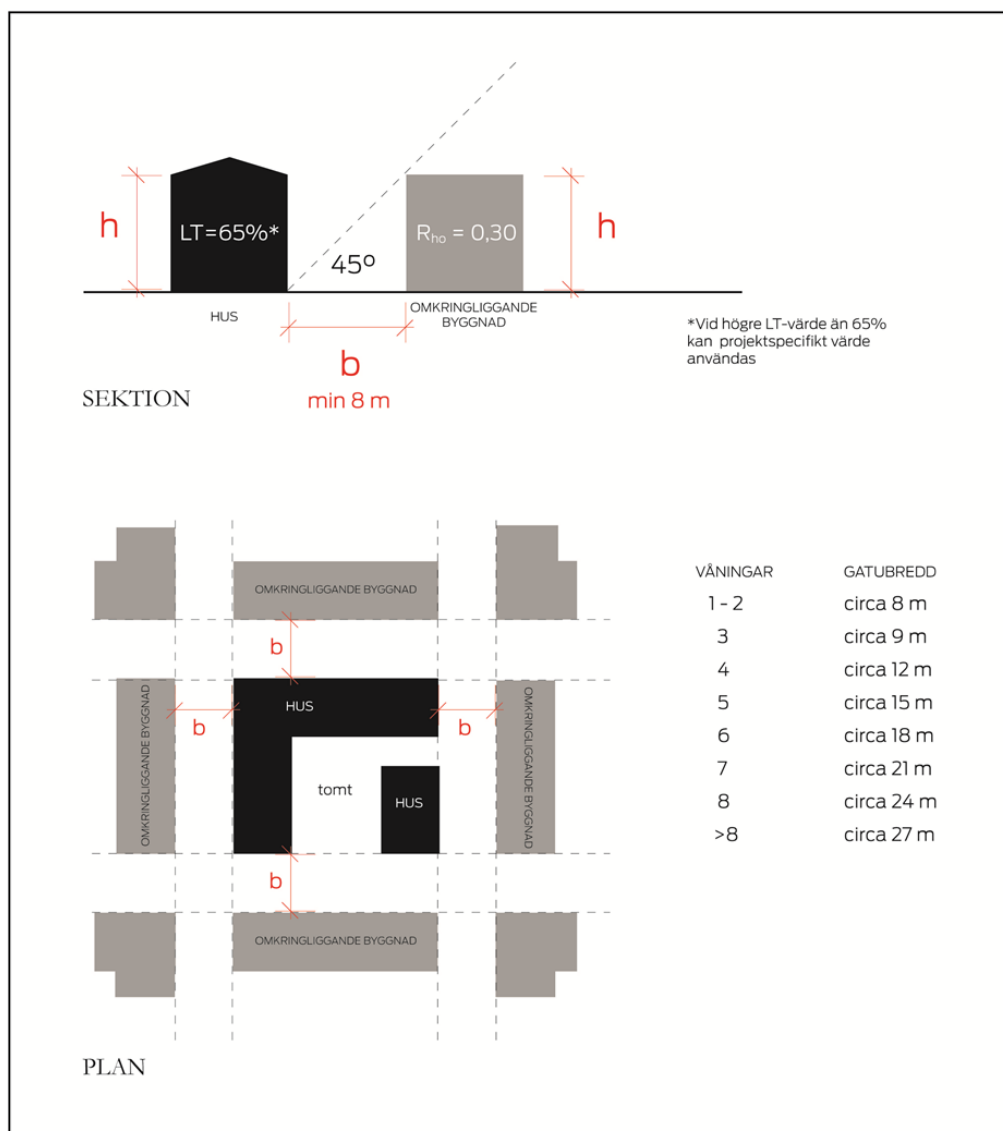 h
LT=65%*
45º
Rho = 0,30
h
HUS
OMKRINGLIGGANDE
BYGGNAD
b
min 8 m
*Vid högre LT-värde än 65%
kan projektspecifikt värde
användas
SEKTION
OMKRINGLIGGANDE BYGGNAD
b
OMKRINGLIGGANDE BYGGNAD
b
HUS
b
OMKRINGLIGGANDE BYGGNAD
tomt
HUS
b
OMKRINGLIGGANDE BYGGNAD
VÅNINGAR GATUBREDD
1 - 2 circa 8 m
3 circa 9 m
4 circa 12 m
5 circa 15 m
6 circa 18 m
7 circa 21 m
8 circa 24 m
>8 circa 27 m
PLAN